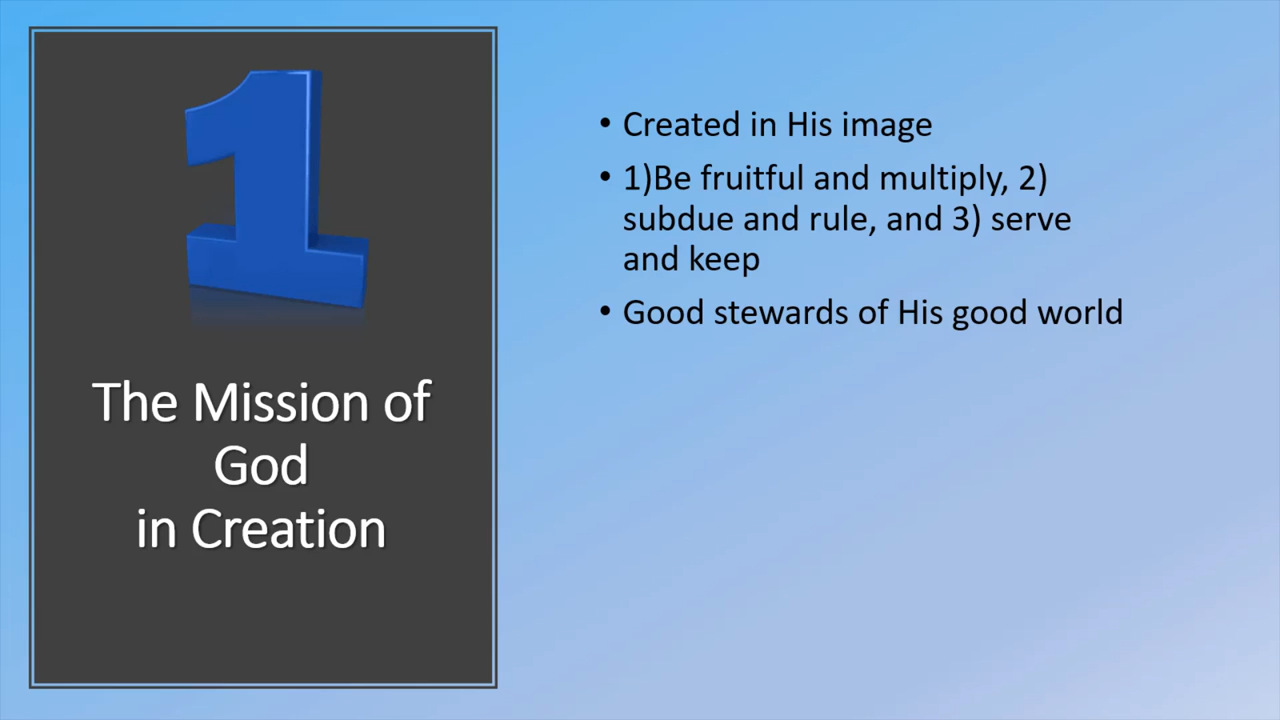 1
The Mission of
God
in Creation
• Created in His image
• 1)Be fruitful and multiply, 2)
subdue and rule, and 3) serve
and keep
• Good stewards of His good world